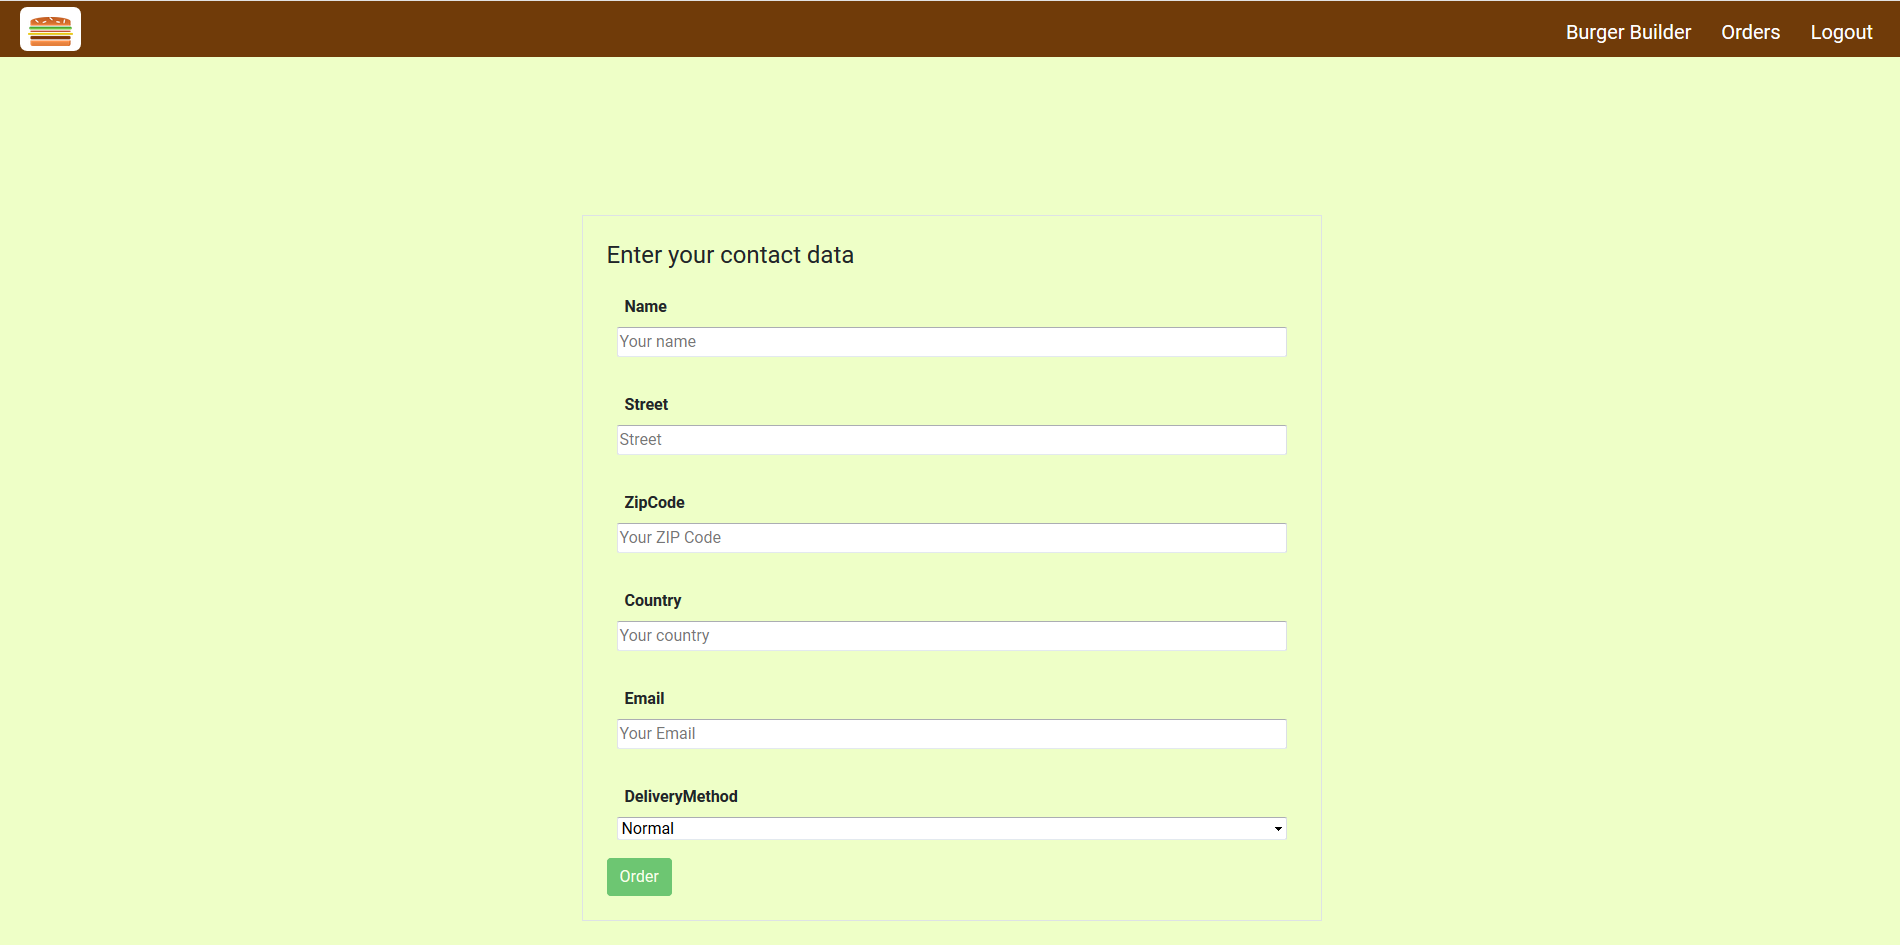 Burger Builder Orders Logout
Enter your contact data
Name
Your name
Street
Street
ZipCode
Your ZIP Code
Country
Your country
Email
Your Email
DeliveryMethod
Normal
Order